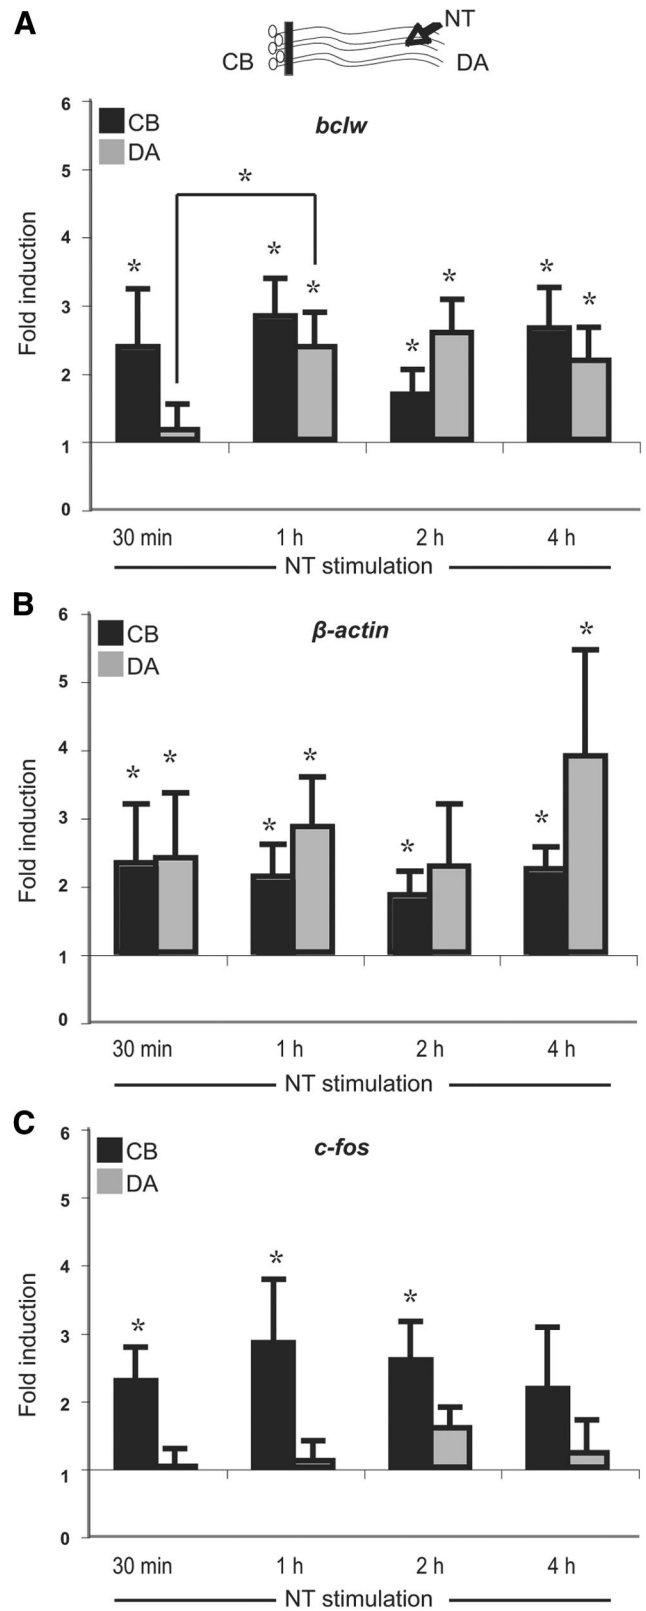 A
NT
CB DA
bclw
CB
DA
6
5
4
3
2
1
0
Fold induction
*
* * * * * * *
30 min 1 h 2 h 4 h
NT stimulation
B
β-actin
CB
DA
6
5
4
3
2
1
0
Fold induction
* * * * * * *
30 min 1 h 2 h 4 h
NT stimulation
C
c-fos
CB
DA
6
5
4
3
2
1
0
Fold induction
* * *
30 min 1 h 2 h 4 h
NT stimulation